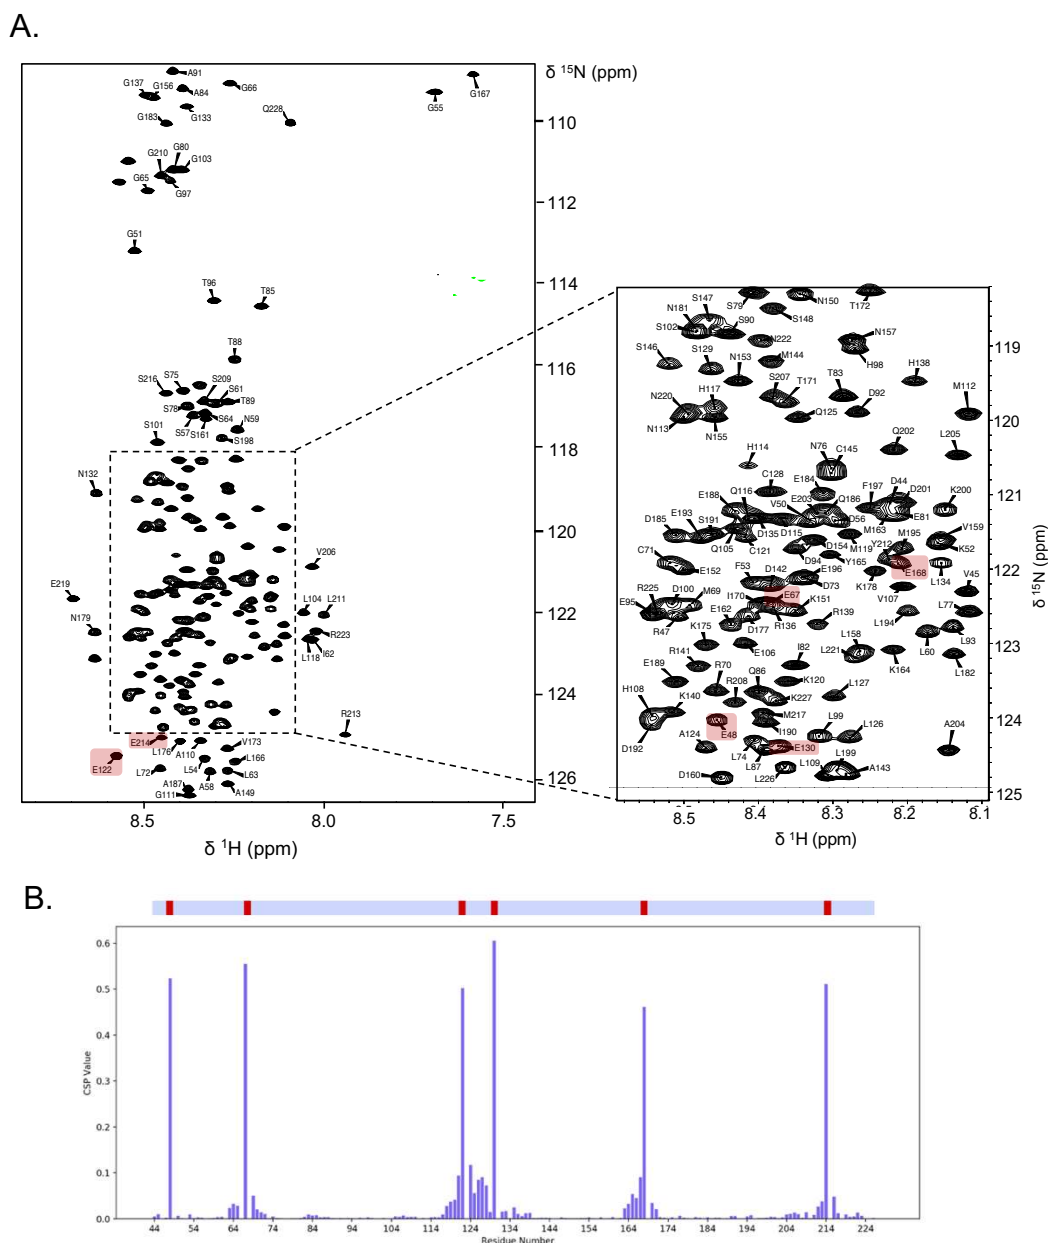 A.
δ ¹⁵N (ppm)
A91
G137 G156 A84 G66
G167
G133 G55
G183 Q228
110
G210 G80 G103
G65 G97
112
G51
114
T96 T85
T88
116
S216 S75 S209 S61
T89
S78 S57 S161 S64 N59
S101 S198
118
N132
120
V206
E219
122
L104 L211
N179
R223
L118 I62
124
R213
E214
L176 A110 V173
E122
L54 L166
L72 A58 L63
126
A187
G111 A149
8.5 8.0 7.5
δ ¹H (ppm)
S147
N181 S79 N150 T172
S102 S90 S148
N222 N157
119
S146 S129 N153 M144 H98 H138
S207 T171 T83 D92 M112
H117
N220
120
N113 N155 Q125
Q202 L205
H114 N76 C145
C128 E184 F197 D44
121
E188 Q116 V50 E203 Q186 D201 K200
E193 D56 M163 E81
D185 S191 D135 D115 M195 V159
Q105 C121 D154 M119 Y212 K52
C71 D94 Y165
122
E152 F53 D142 E196 K178 E168 L134 V45
D73
R225 D100 M69 I70 E67 K151 V107 L77
E95 E162 R136 R139 L194
R47 D177
123
K175 E106 L158 L60 L93
R141 I82 L221 K164 L182
E189 R70 Q86 K120
R208 K227 L127
H108 K140 M217
124
E48 I190 L99 L126 A204
D192 A124 E130
L74 L87 L109 L199
D160 L226 A143
125
8.5 8.4 8.3 8.2 8.1
δ ¹H (ppm)
δ ¹⁵N (ppm)
B.
0.6
0.5
0.4
0.3
0.2
0.1
0.0
CSP Value
44 54 64 74 84 94 104 114 124 134 144 154 164 174 184 194 204 214 224
Residue Number